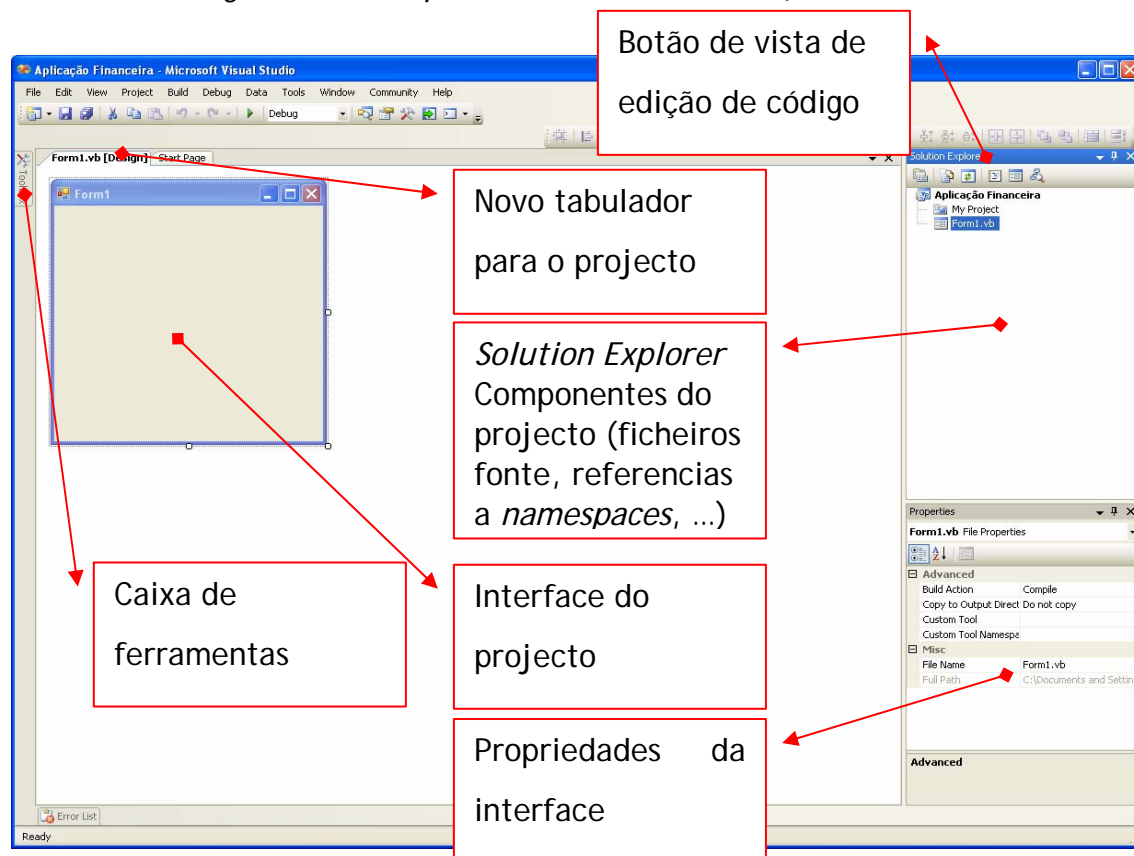 Botão de vista de
edição de código
Aplicação Financeira - Microsoft Visual Studio
File Edit View Project Build Debug Data Tools Window Community Help
Debug
Form1.vb [Design] Start Page
Form1
Novo tabulador
para o projecto
Solution Explorer
Componentes do
projecto (ficheiros
fonte, referencias
a namespaces, ...)
Caixa de
ferramentas
Interface do
projecto
Propriedades da
interface
Solution Explorer
Aplicação Financeira
My Project
Form1.vb
Properties
Form1.vb File Properties
Advanced
Build Action Compile
Copy to Output Direct Do not copy
Custom Tool
Custom Tool Namespa
Misc
File Name Form1.vb
Full Path C:\Documents and Settin
Advanced
Error List
Ready